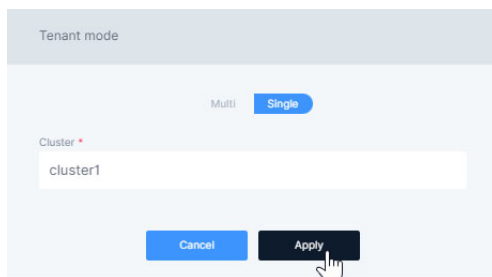 Tenant mode
Multi Single
Cluster *
cluster1
Cancel Apply